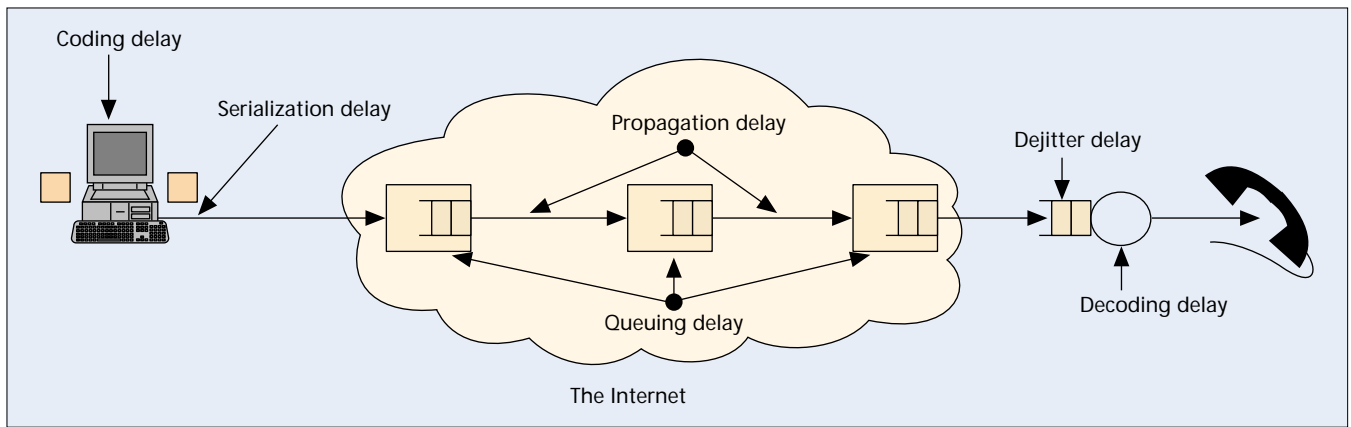 Coding delay
Serialization delay
Propagation delay
Dejitter delay
Queuing delay
Decoding delay
The Internet